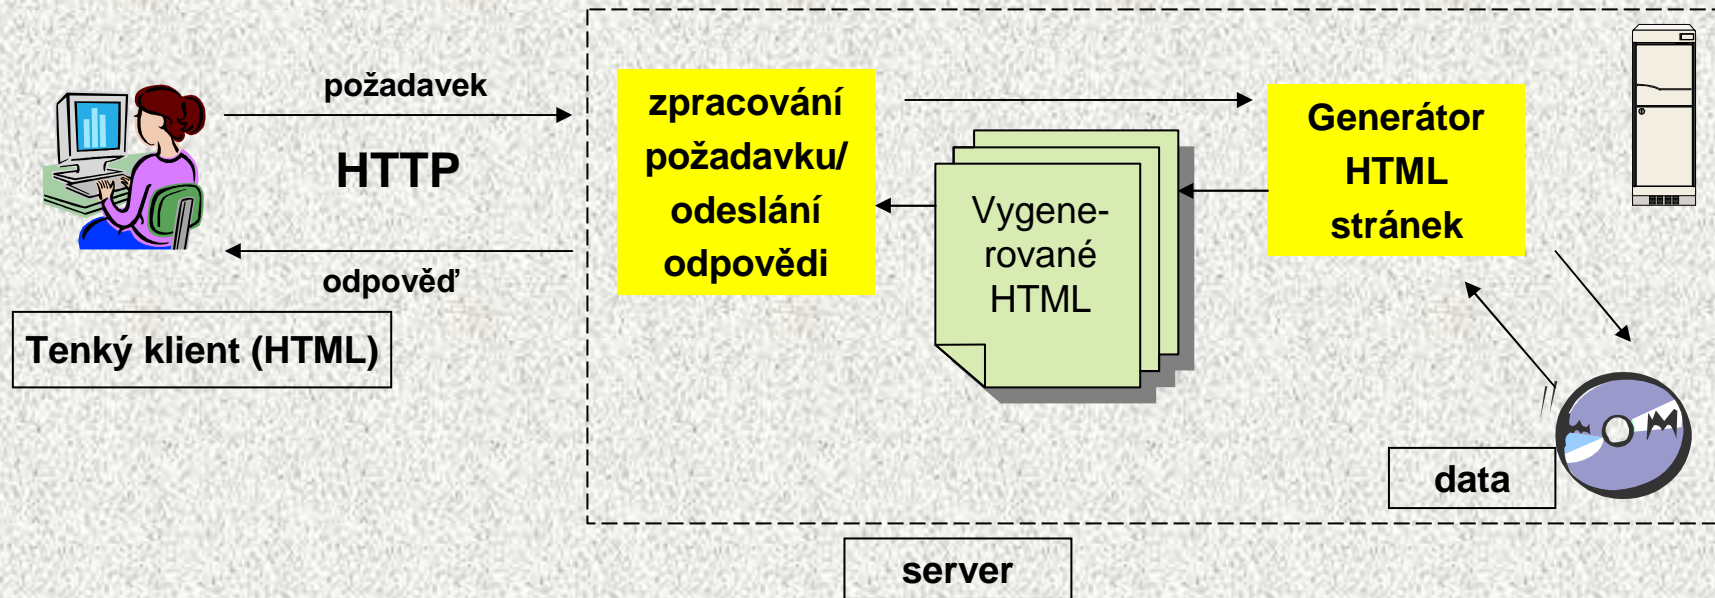 požadavek
HTTP
odpověď
Tenký klient (HTML)
zpracování
požadavku/
odeslání
odpovědi
Vygene-
rované
HTML
Generátor
HTML
stránek
data
server